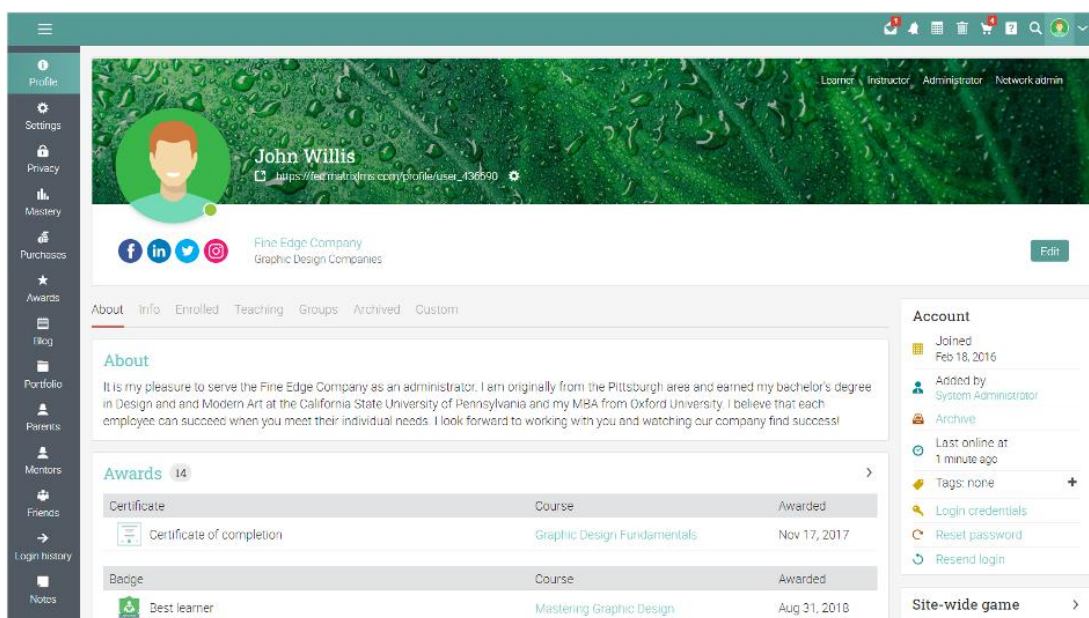 1
4
?
Profile
Settings
Privacy
Mastery
Purchases
Awards
Blog
Portfolio
Parents
Mentors
Friends
Login history
Notes
Learner Instructor Administrator Network admin
John Willis
https://fec.matrixlms.com/profile/user_436690
Fine Edge Company
Graphic Design Companies
Edit
About Info Enrolled Teaching Groups Archived Custom
About
It is my pleasure to serve the Fine Edge Company as an administrator. I am originally from the Pittsburgh area and earned my bachelor's degree
in Design and and Modern Art at the California State University of Pennsylvania and my MBA from Oxford University. I believe that each
employee can succeed when you meet their individual needs. I look forward to working with you and watching our company find success!
Awards 14
Certificate Course Awarded
Certificate of completion Graphic Design Fundamentals Nov 17, 2017
Badge Course Awarded
Best learner Mastering Graphic Design Aug 31, 2018
Account
Joined
Feb 18, 2016
Added by
System Administrator
Archive
Last online at
1 minute ago
Tags: none
Login credentials
Reset password
Resend login
Site-wide game